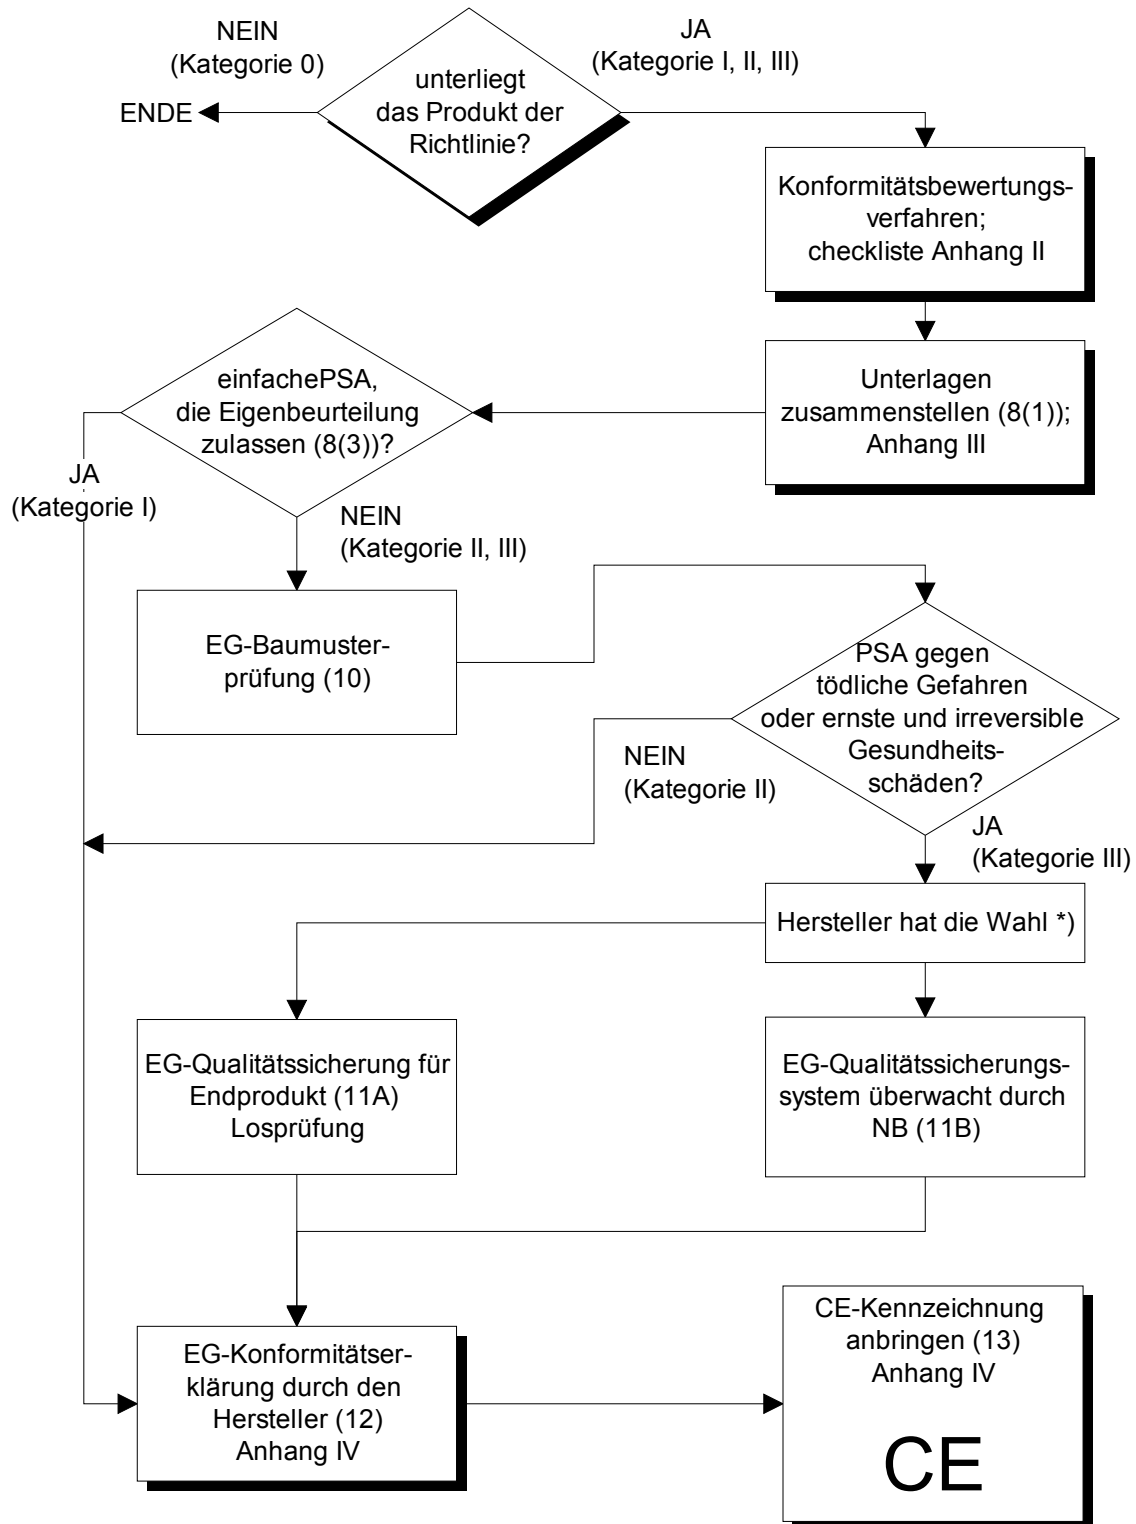 NEIN
(Kategorie 0)
JA
(Kategorie I, II, III)
unterliegt
das Produkt der
Richtlinie?
ENDE
Konformitätsbewertungs-
verfahren;
checkliste Anhang II
Unterlagen
zusammenstellen (8(1));
Anhang III
einfachePSA,
die Eigenbeurteilung
zulassen (8(3))?
JA
(Kategorie I)
NEIN
(Kategorie II, III)
EG-Baumuster-
prüfung (10)
PSA gegen
tödliche Gefahren
oder ernste und irreversible
Gesundheits-
schäden?
NEIN
(Kategorie II)
JA
(Kategorie III)
Hersteller hat die Wahl *)
EG-Qualitätssicherung für
Endprodukt (11A)
Losprüfung
EG-Qualitätssicherungs-
system überwacht durch
NB (11B)
EG-Konformitätser-
klärung durch den
Hersteller (12)
Anhang IV
CE-Kennzeichnung
anbringen (13)
Anhang IV
CE